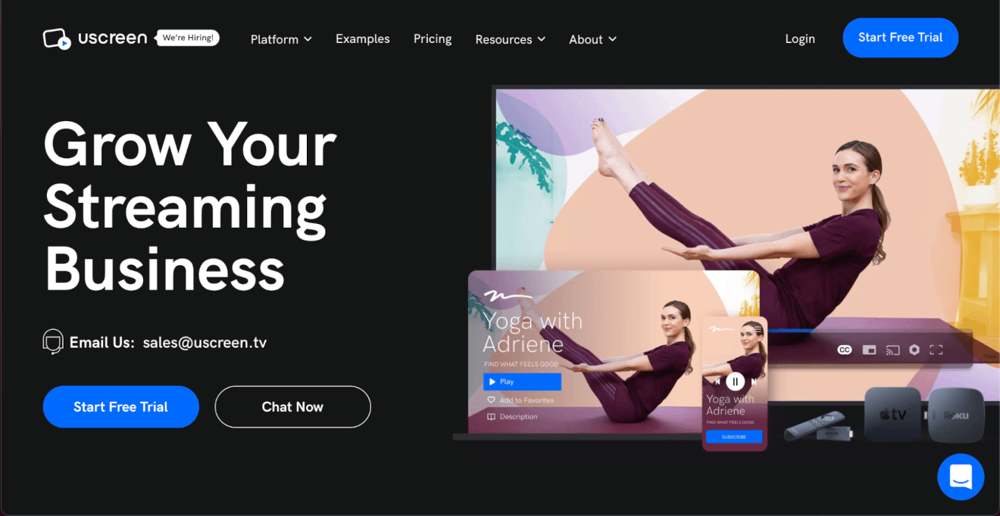 uscreen
We're Hiring!
Platform
Examples
Pricing
Resources
About
Login
Start Free Trial
Grow Your
Streaming
Business
Email Us: sales@uscreen.tv
Start Free Trial
Chat Now
Yoga with
Adriene
FIND WHAT FEELS GOOD
Play
Add to Favorites
Description
Yoga with
Adriene
FIND WHAT FEELS GOOD
SUBSCRIBE
CC
tv
ROKU